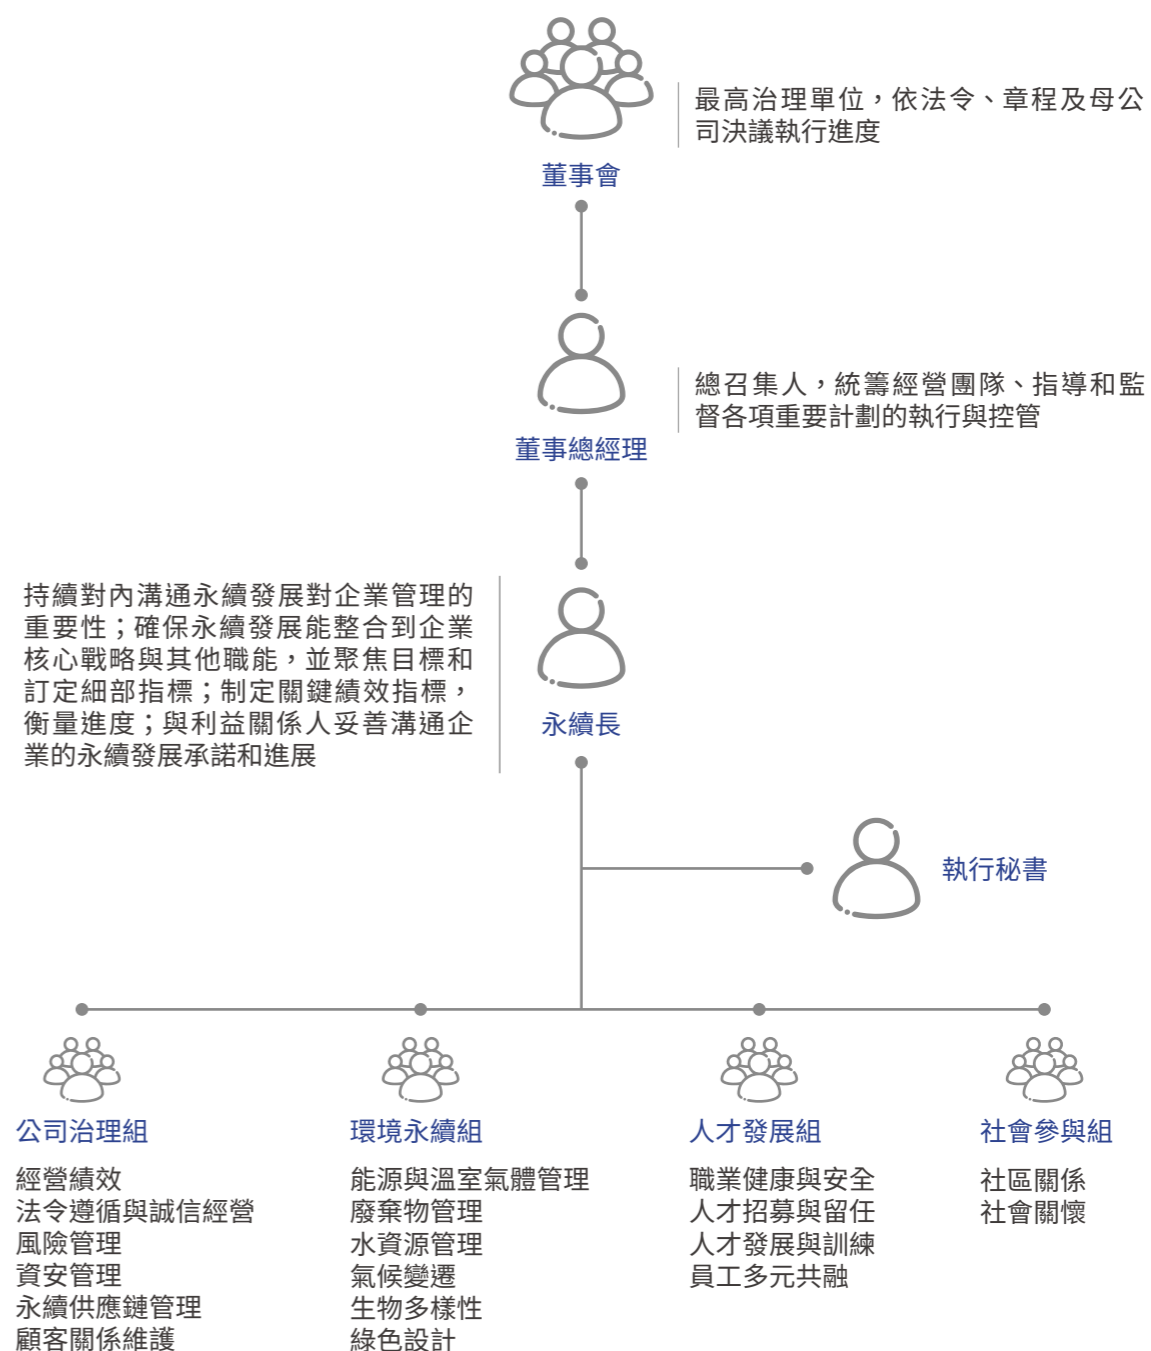 最高治理單位，依法令、章程及母公
司決議執行進度
董事會
總召集人，統籌經營團隊、指導和監
督各項重要計劃的執行與控管
董事總經理
持續對內溝通永續發展對企業管理的
重要性；確保永續發展能整合到企業
核心戰略與其他職能，並聚焦目標和
訂定細部指標；制定關鍵績效指標，
衡量進度；與利益關係人妥善溝通企
業的永續發展承諾和進展
永續長
執行秘書
公司治理組
經營績效
法令遵循與誠信經營
風險管理
資安管理
永續供應鏈管理
顧客關係維護
環境永續組
能源與溫室氣體管理
廢棄物管理
水資源管理
氣候變遷
生物多樣性
綠色設計
人才發展組
職業健康與安全
人才招募與留任
人才發展與訓練
員工多元共融
社會參與組
社區關係
社會關懷